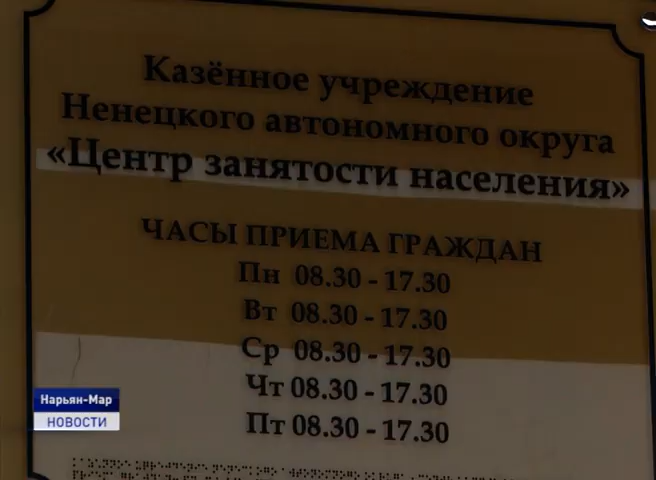 Казённое учреждение
Ненецкого автономного округа
«Центр занятости населения»
ЧАСЫ ПРИЕМА ГРАЖДАН
Пн 08.30 - 17.30
Вт 08.30 - 17.30
Ср 08.30 - 17.30
Чт 08.30 - 17.30
Пт 08.30 - 17.30
Нарьян-Мар
НОВОСТИ